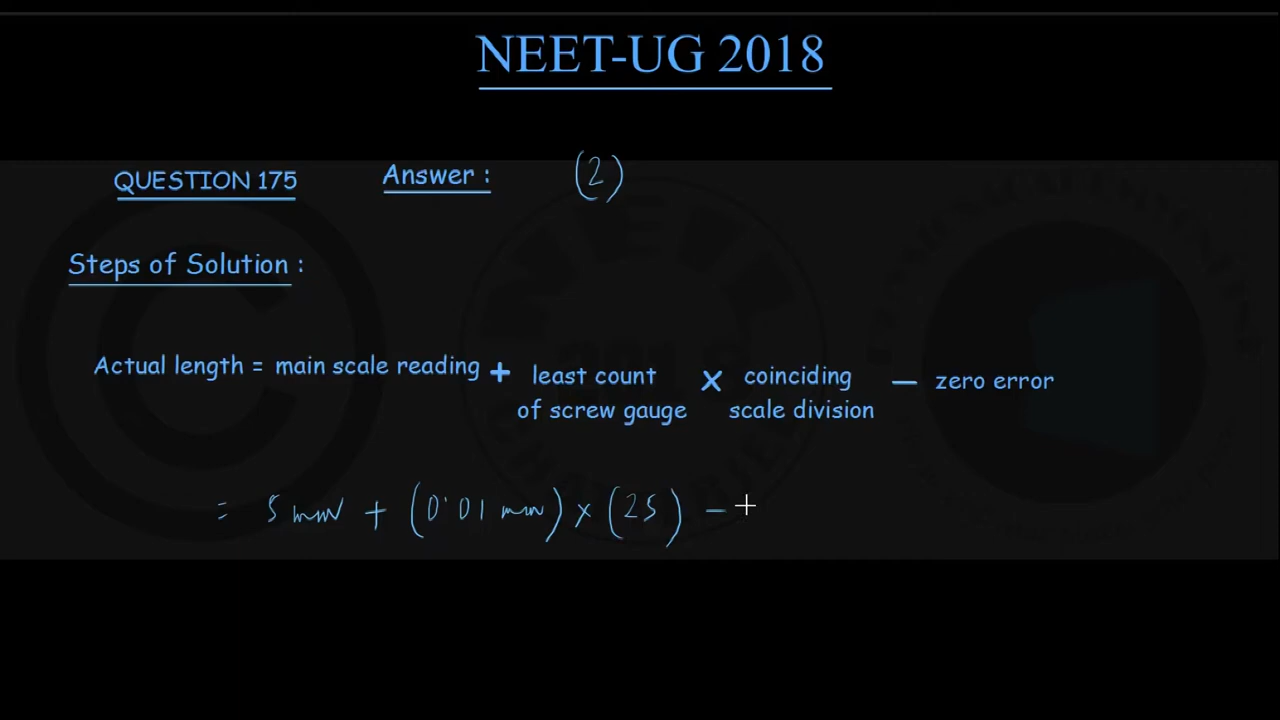 NEET-UG 2018
QUESTION 175 Answer : (2)
Steps of Solution :
Actual length = main scale reading + least count of screw gauge × coinciding scale division − zero error
= 5 mm + (0.01 mm) × (25) −